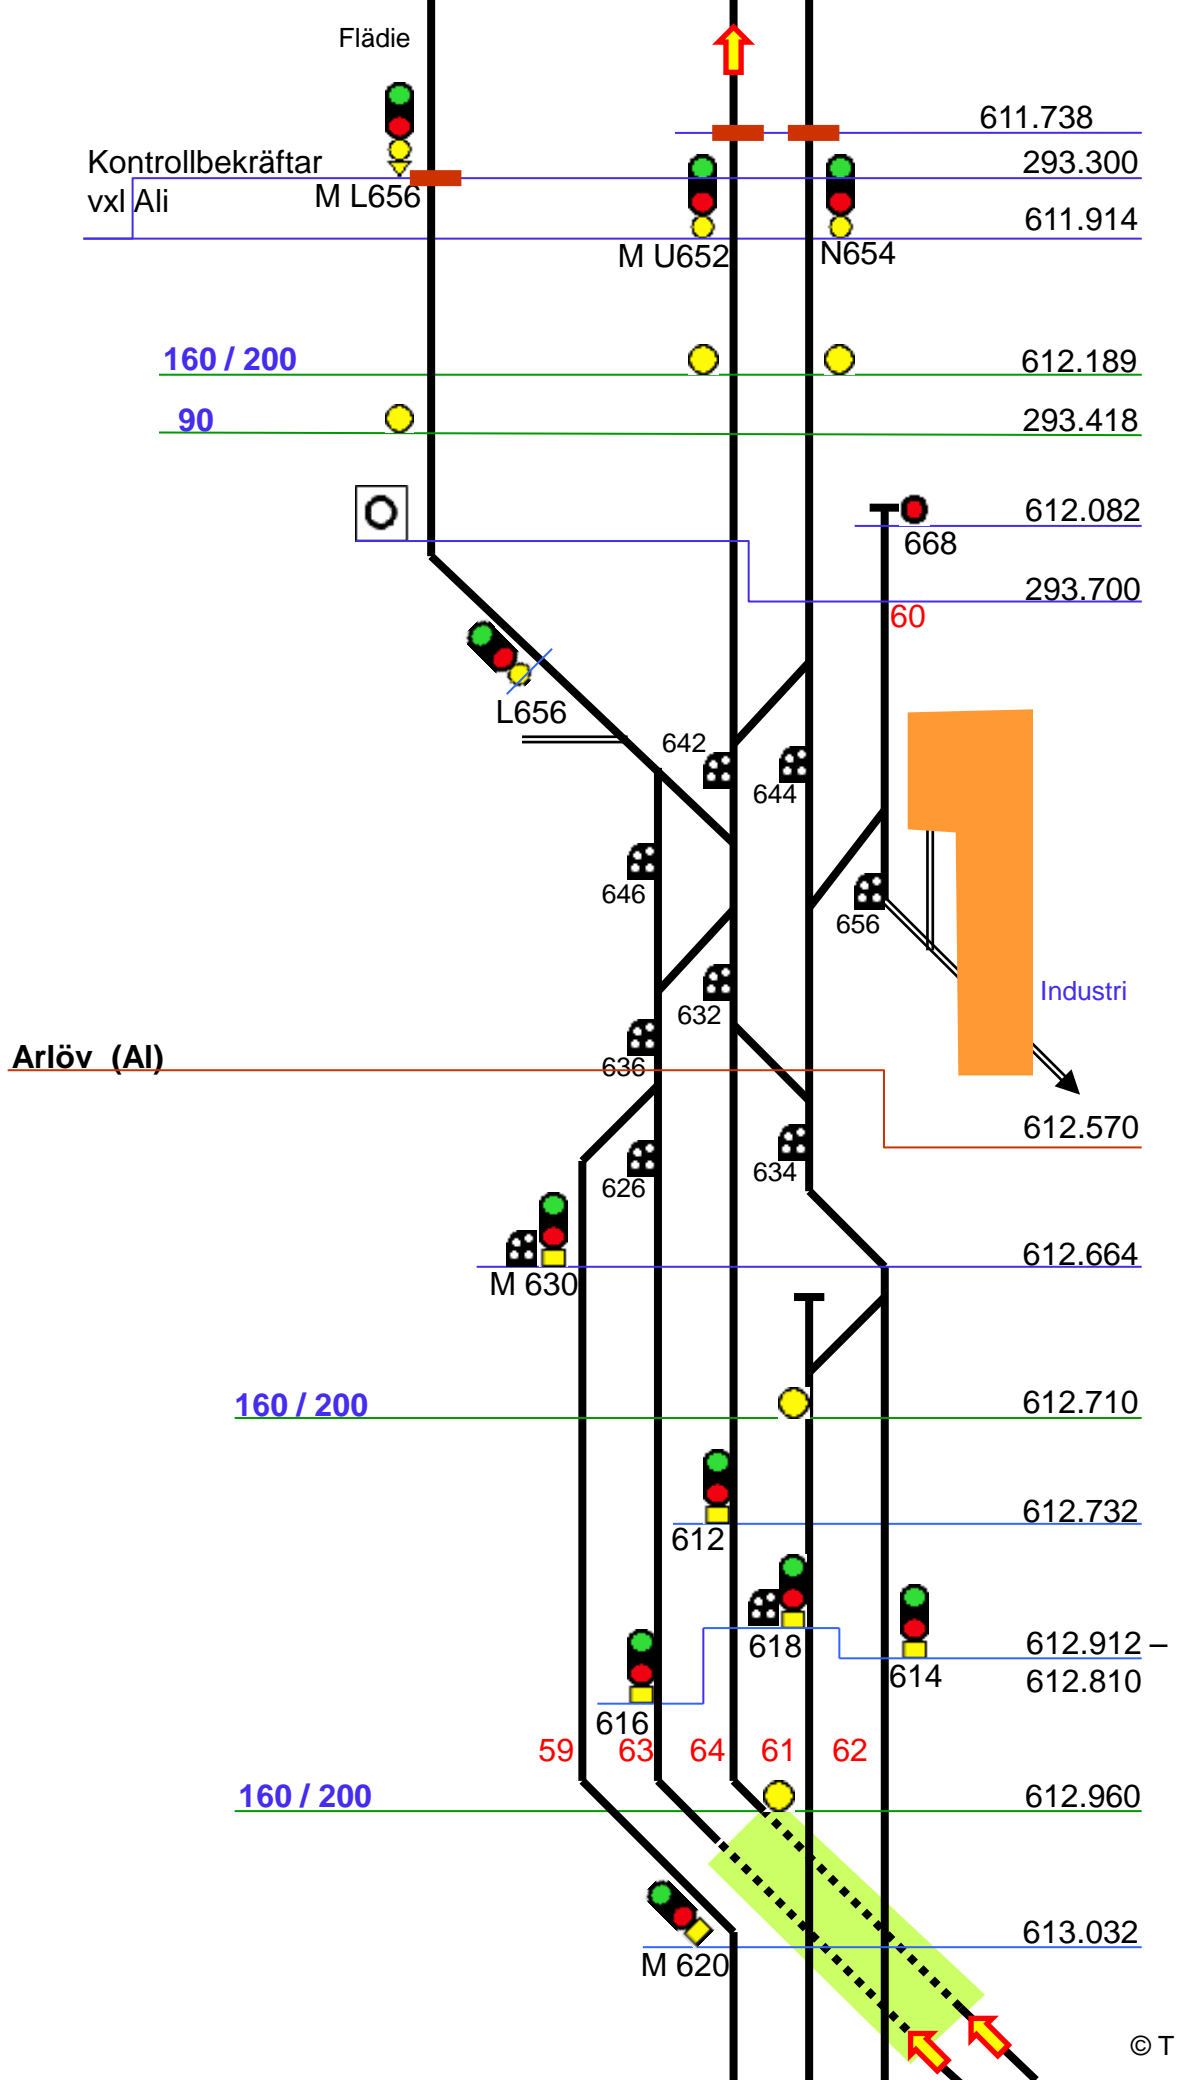 Flädie
611.738
Kontrollbekräftar
293.300
vxl Ali
M L656
611.914
M U652
N654
160 / 200
612.189
90
293.418
612.082
668
293.700
60
L656
642
644
646
656
Industri
632
Arlöv (Al)
636
612.570
634
626
612.664
M 630
160 / 200
612.710
612.732
612
618
612.912 –
614
612.810
616
59
63
64
61
62
160 / 200
612.960
613.032
M 620
© T